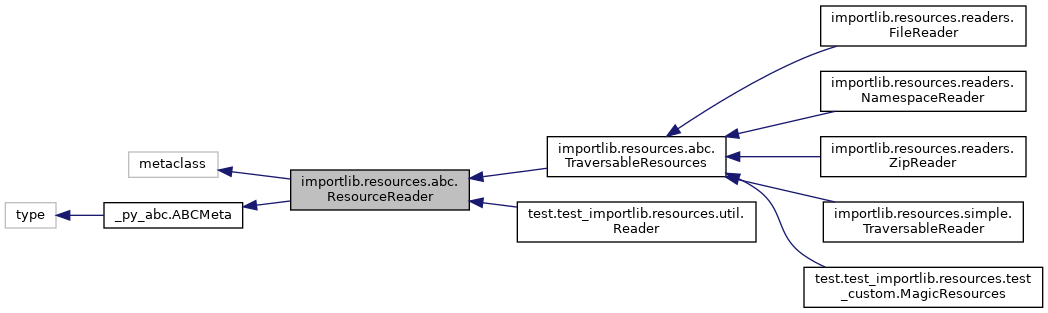 importlib.resources.readers.
FileReader
importlib.resources.readers.
NamespaceReader
importlib.resources.abc.
TraversableResources
importlib.resources.readers.
ZipReader
metaclass
importlib.resources.abc.
ResourceReader
type
_py_abc.ABCMeta
test.test_importlib.resources.util.
Reader
importlib.resources.simple.
TraversableReader
test.test_importlib.resources.test
_custom.MagicResources